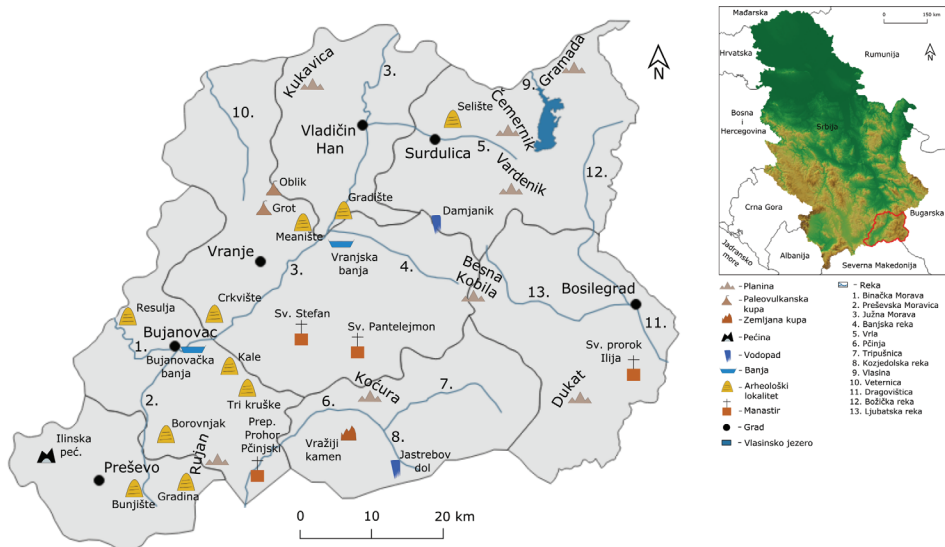 Kukavica
3.
9.
Gramada
N
10.
Selište
Čemernik
Vladičin
Han
Surdulica
5.
Vardenik
12.
Oblik
Grot
Gradište
Meanište
Damjanik
Vranje
3.
Vranjska
banja
4.
Besna
Kobila
13.
Bosilegrad
11.
Resulja
Crkvište
Sv. Stefan
Sv. Pantelejmon
Bujanovac
1.
Bujanovačka
banja
Kale
Sv. prorok
Ilija
2.
Tri kruške
Koćura
7.
Dukat
6.
Borovnjak
Prep.
Prohor
Pčinjski
Vražiji
kamen
8.
Jastrebov
dol
Ilinska
peć.
Rujan
Preševo
Bunjište
Gradina
0 10 20 km
Mađarska
0 150 km
Hrvatska
Rumunija
N
Bosna
i
Hercegovina
Srbija
Crna Gora
Bugarska
Jadransko
more
Albanija
Severna Makedonija
- Planina
- Paleovulkanska
kupa
- Zemljana kupa
- Pećina
- Vodopad
- Banja
- Arheološki
lokalitet
- Manastir
- Grad
- Vlasinsko jezero
- Reka
1. Binačka Morava
2. Preševska Moravica
3. Južna Morava
4. Banjska reka
5. Vrla
6. Pčinja
7. Tripušnica
8. Kozjedolska reka
9. Vlasina
10. Veternica
11. Dragovištica
12. Božička reka
13. Ljubatska reka